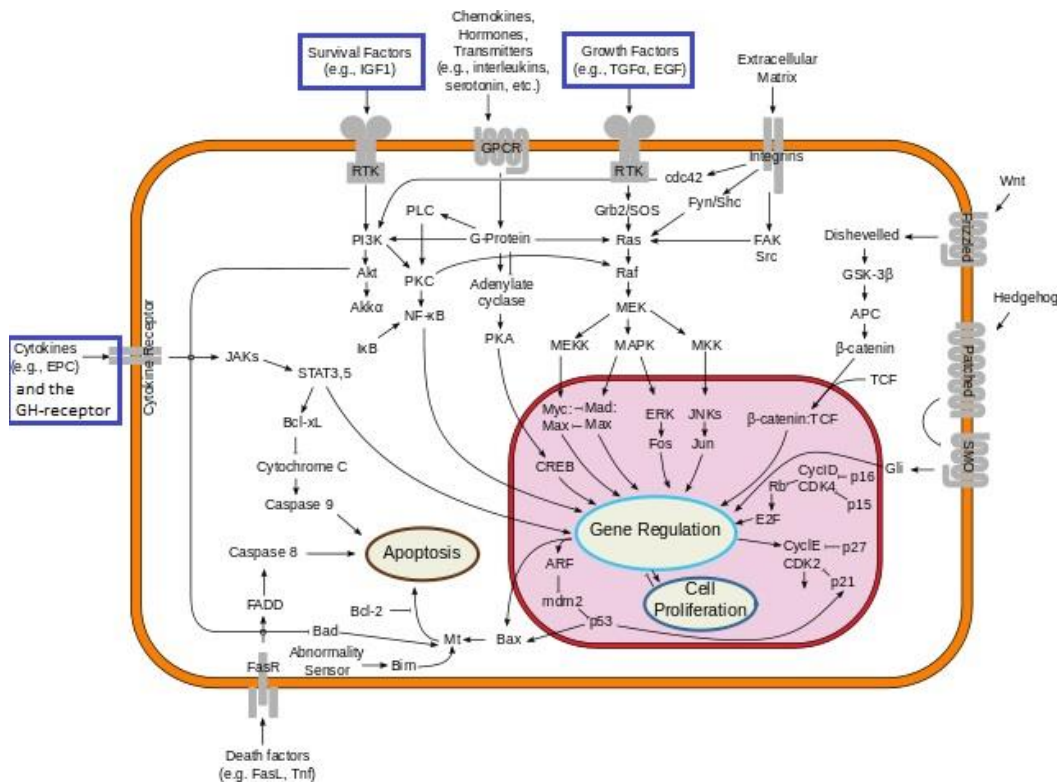 Survival Factors
(e.g., IGF1)
Chemokines,
Hormones,
Transmitters
(e.g., interleukins,
serotonin, etc.)
Growth Factors
(e.g., TGFα, EGF)
Extracellular
Matrix
RTK
GPCR
RTK
Integrins
cdc42
Wnt
PLC
Grb2/SOS
Fyn/Shc
Frizzled
PI3K
G-Protein
Ras
FAK
Src
Dishevelled
Akt
PKC
Adenylate
cyclase
Raf
GSK-3β
Akkα
NF-κB
MEK
APC
Hedgehog
IκB
PKA
MEKK
MAPK
MKK
β-catenin
Patched
Cytokine Receptor
Cytokines
(e.g., EPC)
and the
GH-receptor
JAKs
STAT3,5
TCF
Bcl-xL
Myc:
Max
Mad:
Max
ERK
Fos
JNKs
Jun
β-catenin:TCF
SMO
Cytochrome C
CREB
Gli
CyclD
CDK4
p16
p15
Rb
E2F
Caspase 9
Gene Regulation
Caspase 8
Apoptosis
ARF
CyclE
CDK2
p27
p21
FADD
Bcl-2
mdm2
Cell
Proliferation
p53
Bad
Mt
Bax
Abnormality
Sensor
Bim
FasR
Death factors
(e.g. FasL, Tnf)